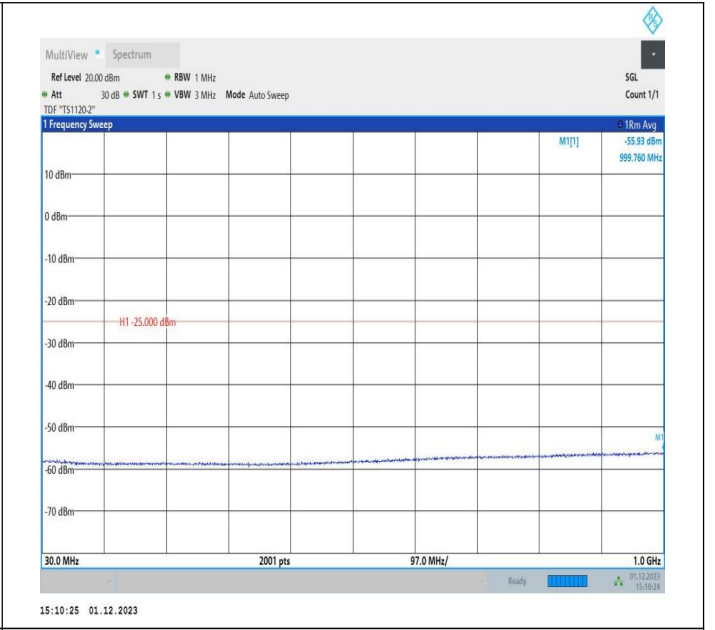 R S
MultiView Spectrum
Ref Level 20.00 dBm RBW 1 MHz SGL
Att 30 dB SWT 1 s VBW 3 MHz Mode Auto Sweep Count 1/1
TDF "TS1120-2"
1 Frequency Sweep 1Rm Avg
M1[1] -55.93 dBm
999.760 MHz
10 dBm
0 dBm
-10 dBm
-20 dBm
H1 -25.000 dBm
-30 dBm
-40 dBm
-50 dBm
M1
-60 dBm
-70 dBm
30.0 MHz 2001 pts 97.0 MHz/ 1.0 GHz
Ready 01.12.2023
15:10:24
15:10:25 01.12.2023